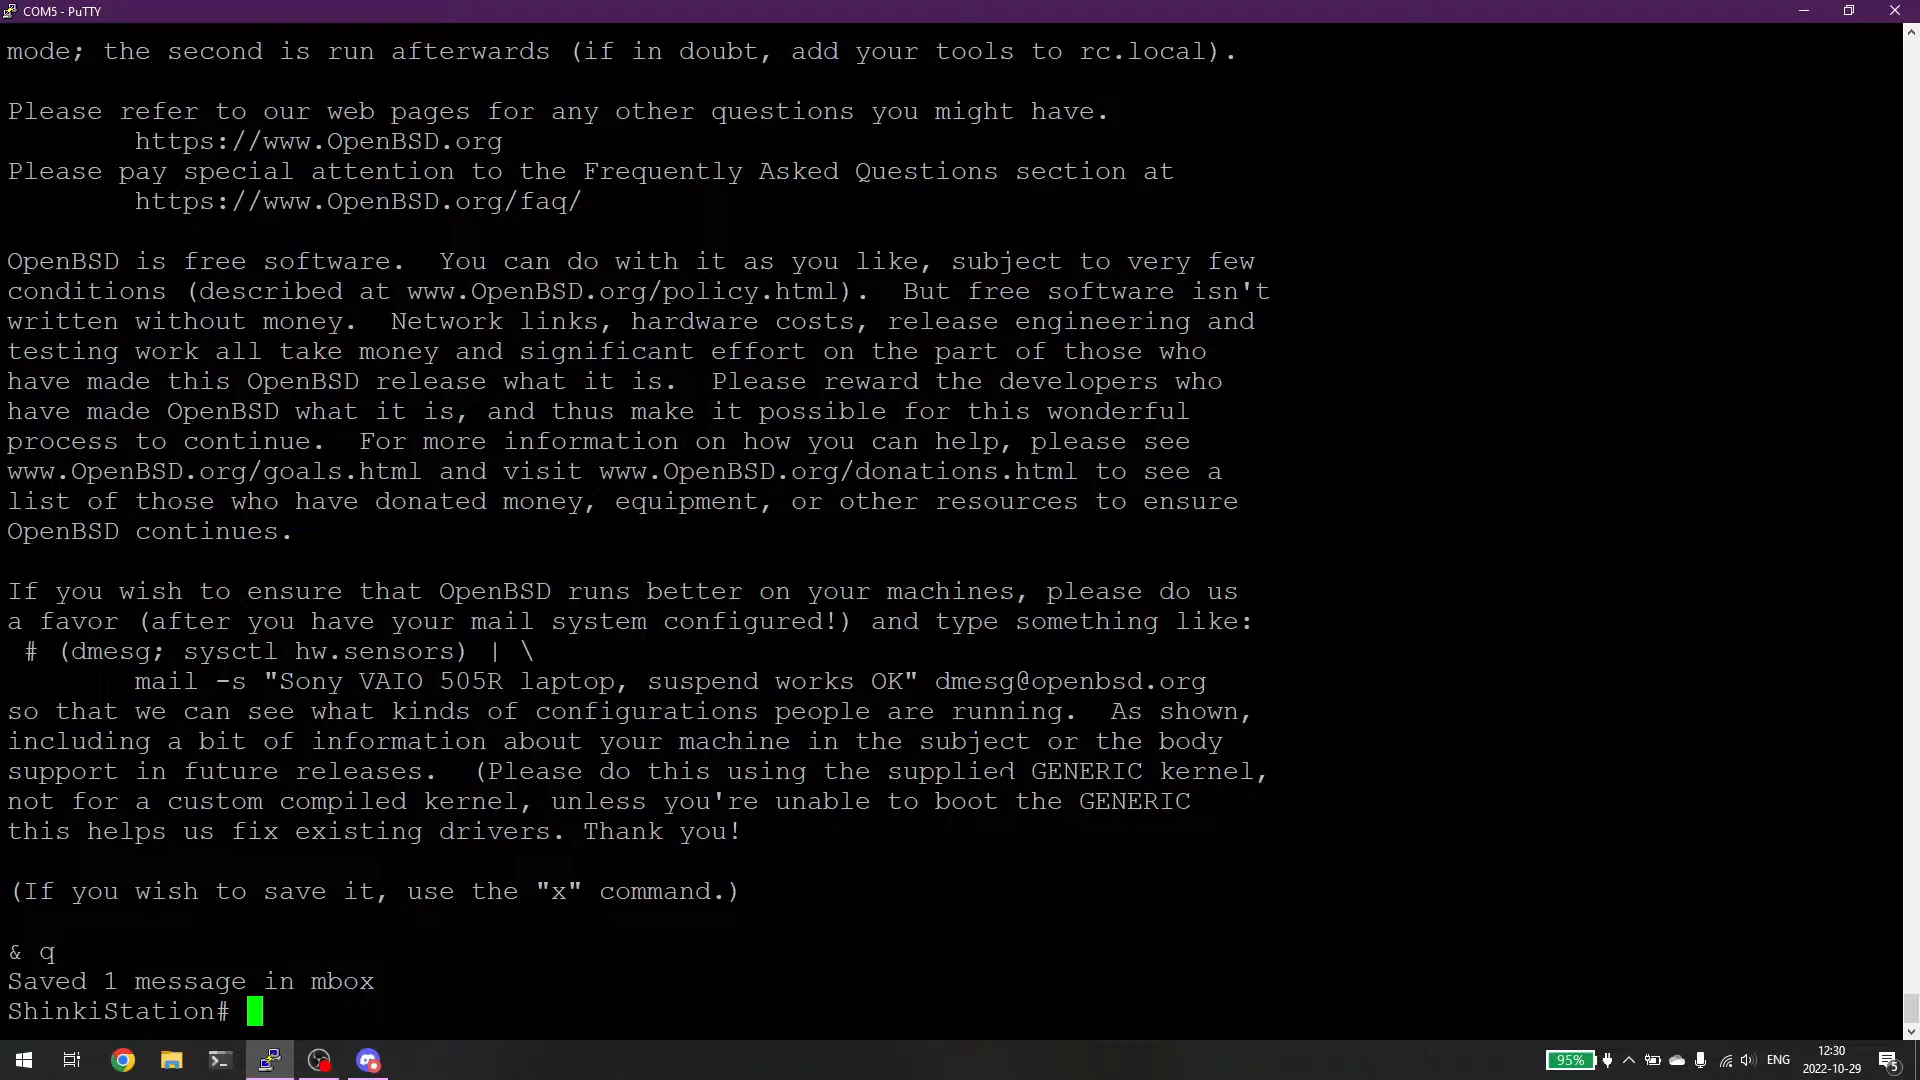 COM5 - PuTTY
mode; the second is run afterwards (if in doubt, add your tools to rc.local).
Please refer to our web pages for any other questions you might have.
https://www.OpenBSD.org
Please pay special attention to the Frequently Asked Questions section at
https://www.OpenBSD.org/faq/
OpenBSD is free software.  You can do with it as you like, subject to very few
conditions (described at www.OpenBSD.org/policy.html).  But free software isn't
written without money.  Network links, hardware costs, release engineering and
testing work all take money and significant effort on the part of those who
have made this OpenBSD release what it is.  Please reward the developers who
have made OpenBSD what it is, and thus make it possible for this wonderful
process to continue.  For more information on how you can help, please see
www.OpenBSD.org/goals.html and visit www.OpenBSD.org/donations.html to see a
list of those who have donated money, equipment, or other resources to ensure
OpenBSD continues.
If you wish to ensure that OpenBSD runs better on your machines, please do us
a favor (after you have your mail system configured!) and type something like:
# (dmesg; sysctl hw.sensors) | \
mail -s "Sony VAIO 505R laptop, suspend works OK" dmesg@openbsd.org
so that we can see what kinds of configurations people are running.  As shown,
including a bit of information about your machine in the subject or the body
support in future releases.  (Please do this using the supplied GENERIC kernel,
not for a custom compiled kernel, unless you're unable to boot the GENERIC
this helps us fix existing drivers. Thank you!
(If you wish to save it, use the "x" command.)
& q
Saved 1 message in mbox
ShinkiStation#
95%
ENG
12:30
2022-10-29
5